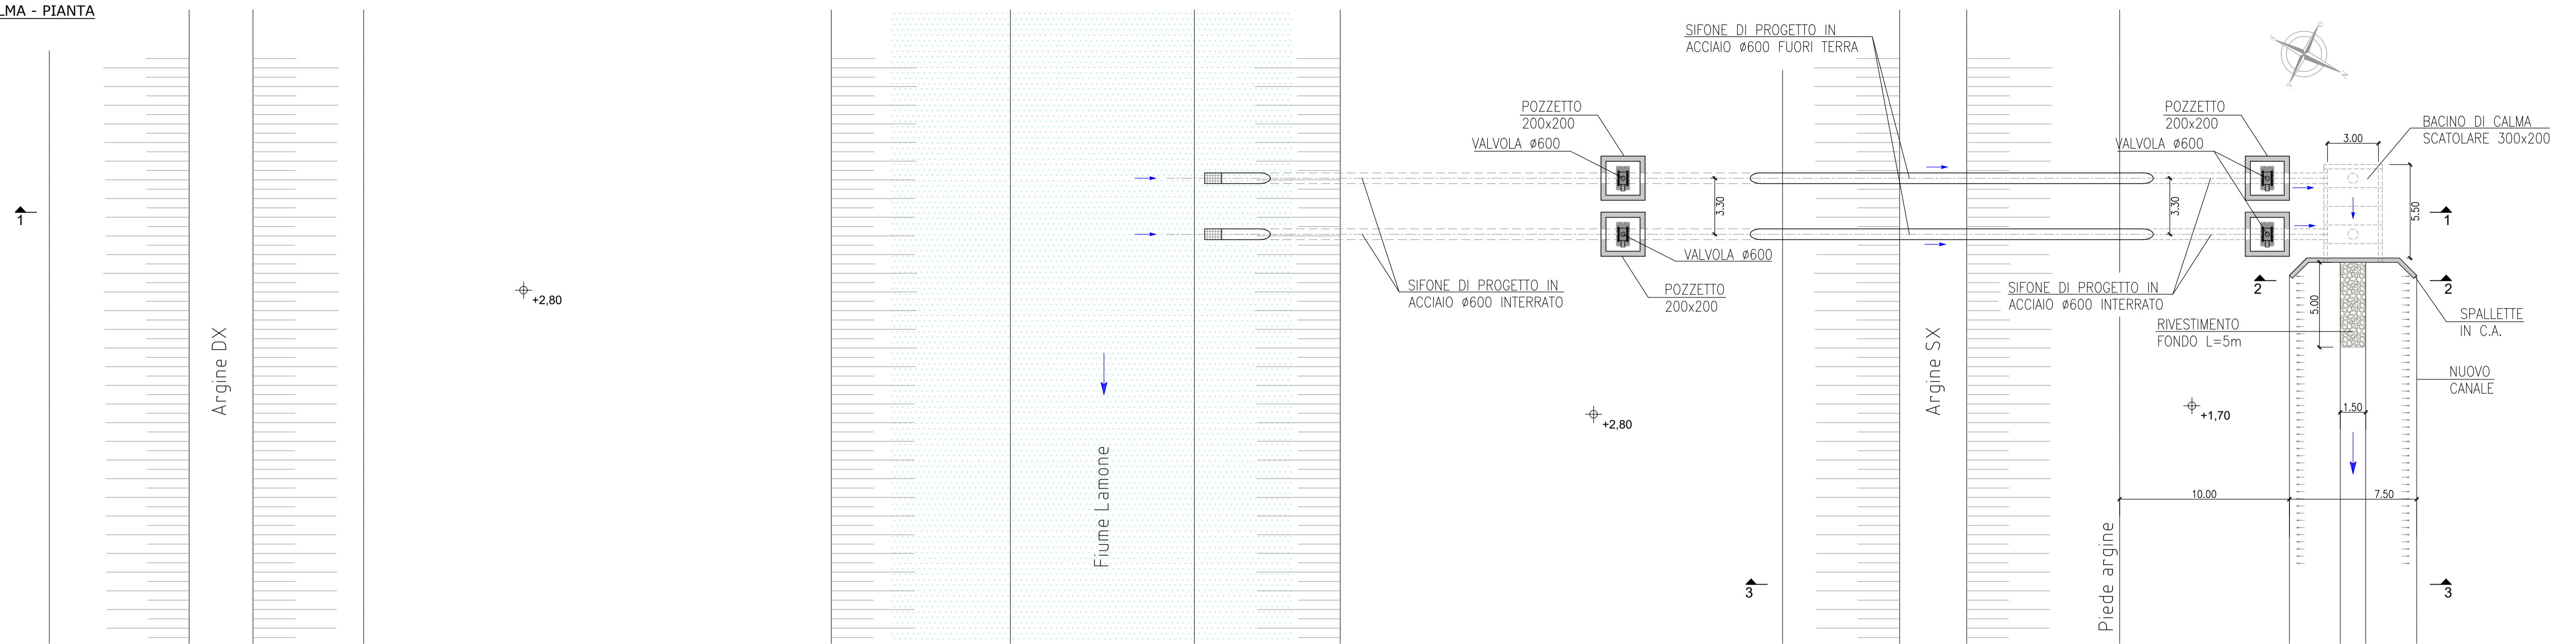 LMA - PIANTA
SIFONE DI PROGETTO IN
ACCIAIO Ø600 FUORI TERRA
POZZETTO
200x200
VALVOLA Ø600
POZZETTO
200x200
VALVOLA Ø600
BACINO DI CALMA
SCATOLARE 300x200
3.00
5.50
3.30
3.30
1
1
VALVOLA Ø600
SIFONE DI PROGETTO IN
ACCIAIO Ø600 INTERRATO
POZZETTO
200x200
SIFONE DI PROGETTO IN
ACCIAIO Ø600 INTERRATO
2
2
+2,80
5.00
SPALLETTE
IN C.A.
RIVESTIMENTO
FONDO L=5m
Argine DX
Argine SX
NUOVO
CANALE
+2,80
+1,70
1.50
Fiume Lamone
10.00
7.50
Piede argine
3
3